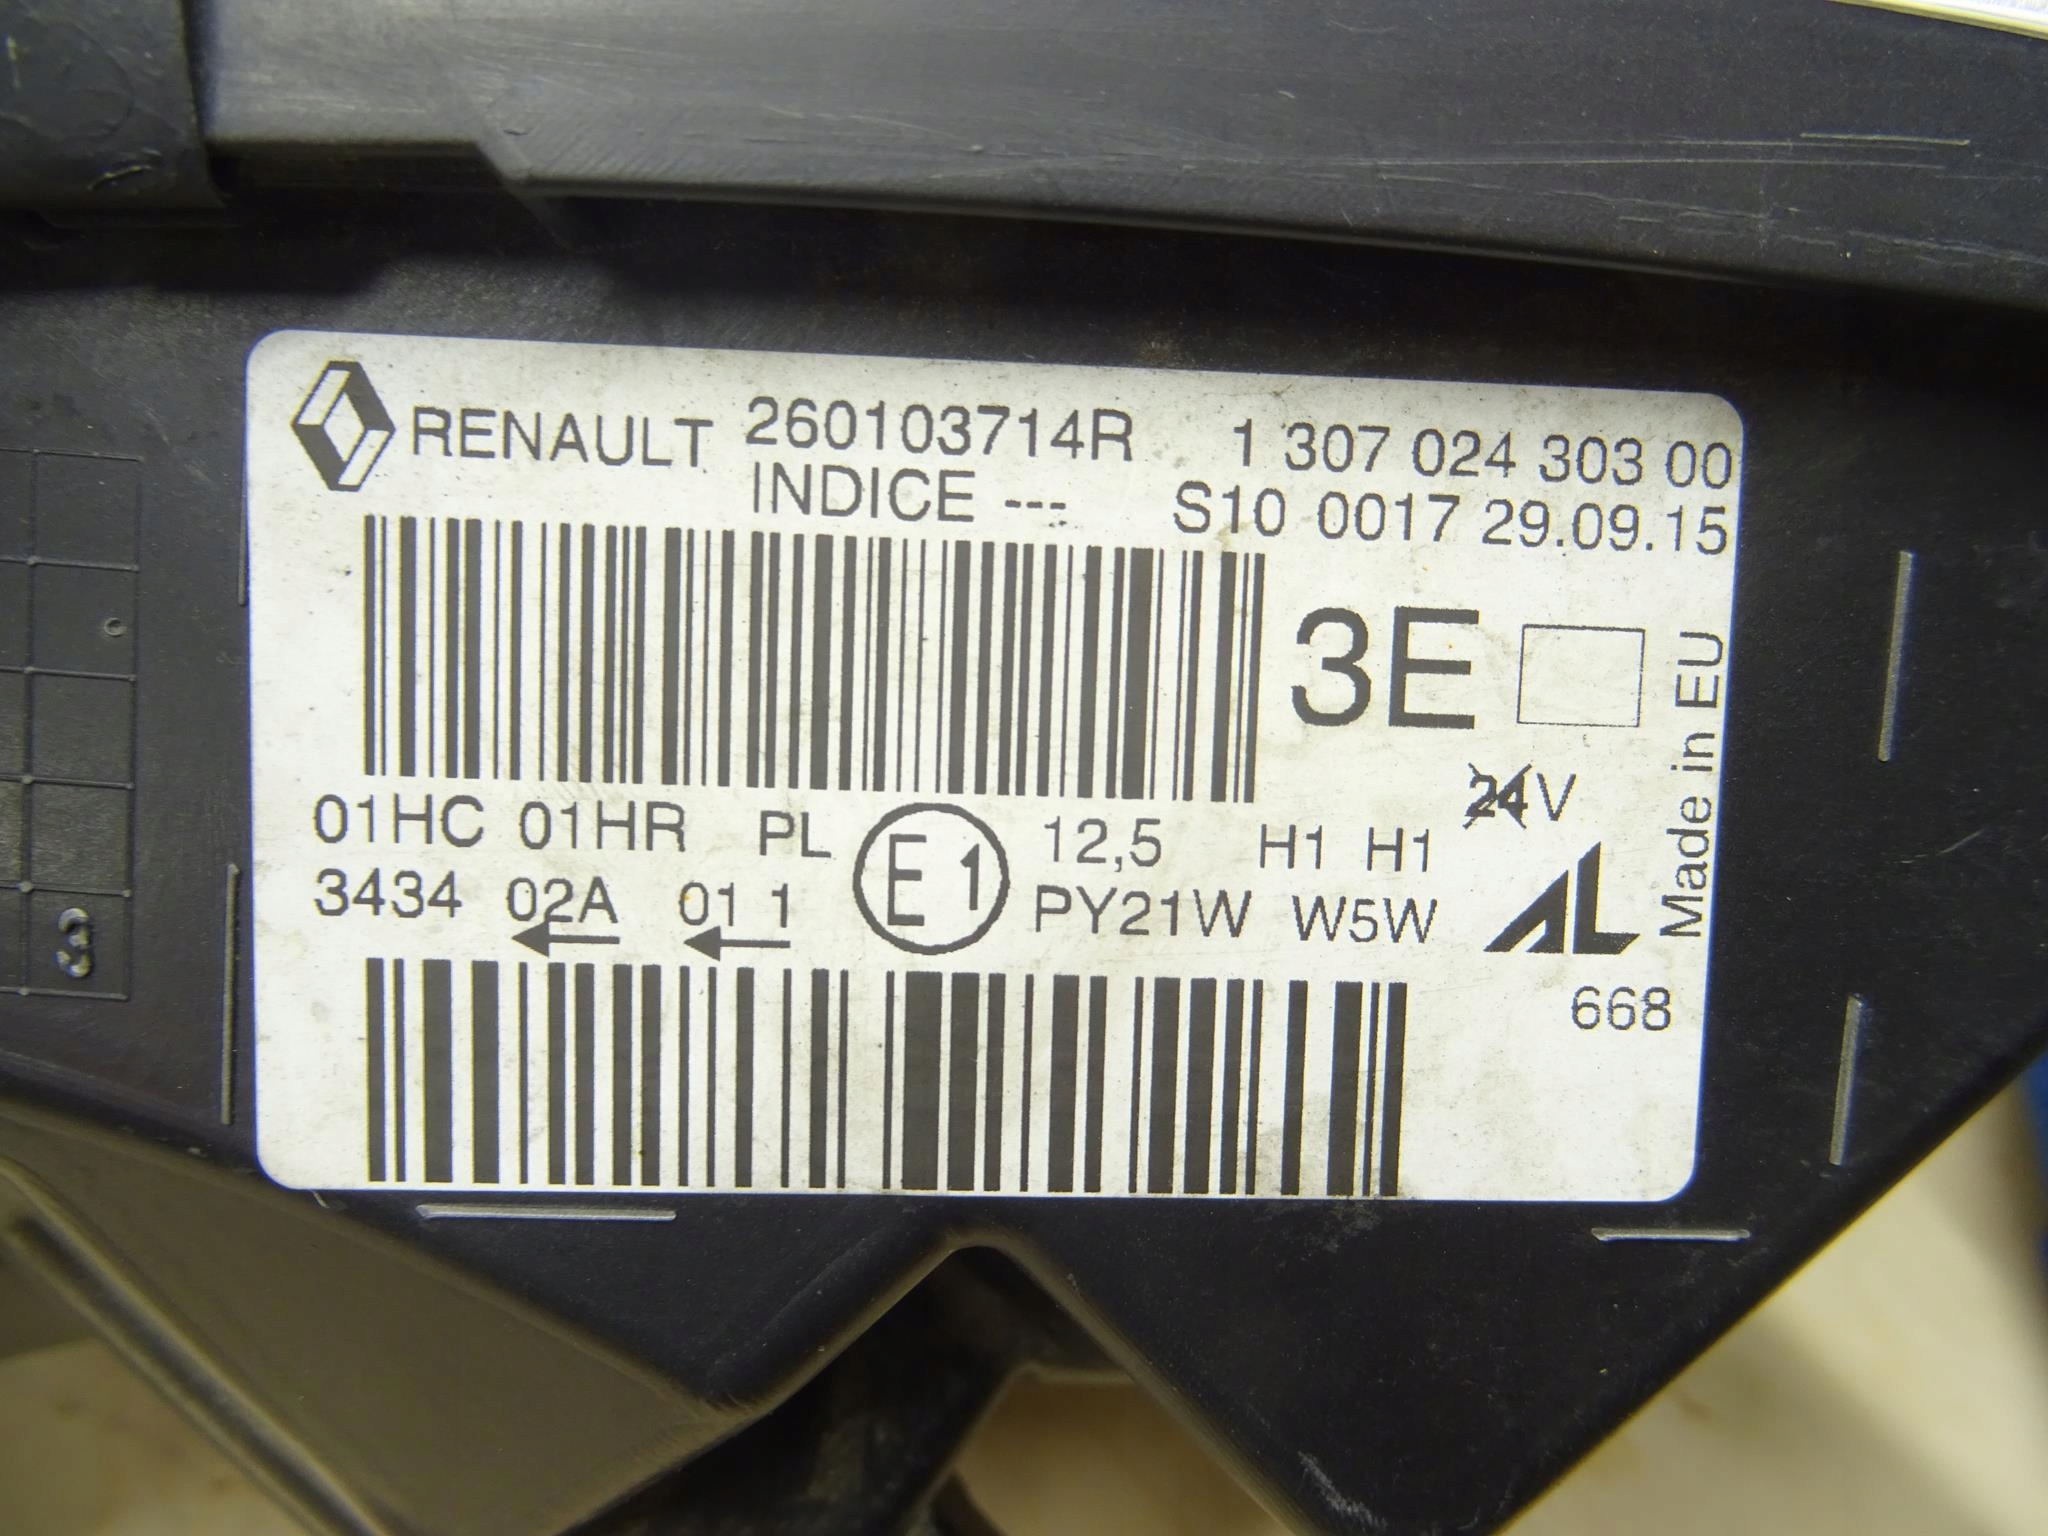 RENAULT 260103714R 1 307 024 303 00
INDICE --- S10 0017 29.09.15
3E
Made in EU
24V
01HC 01HR PL E1 12,5 H1 H1
3434 02A 01 1 PY21W W5W
AL
668
3